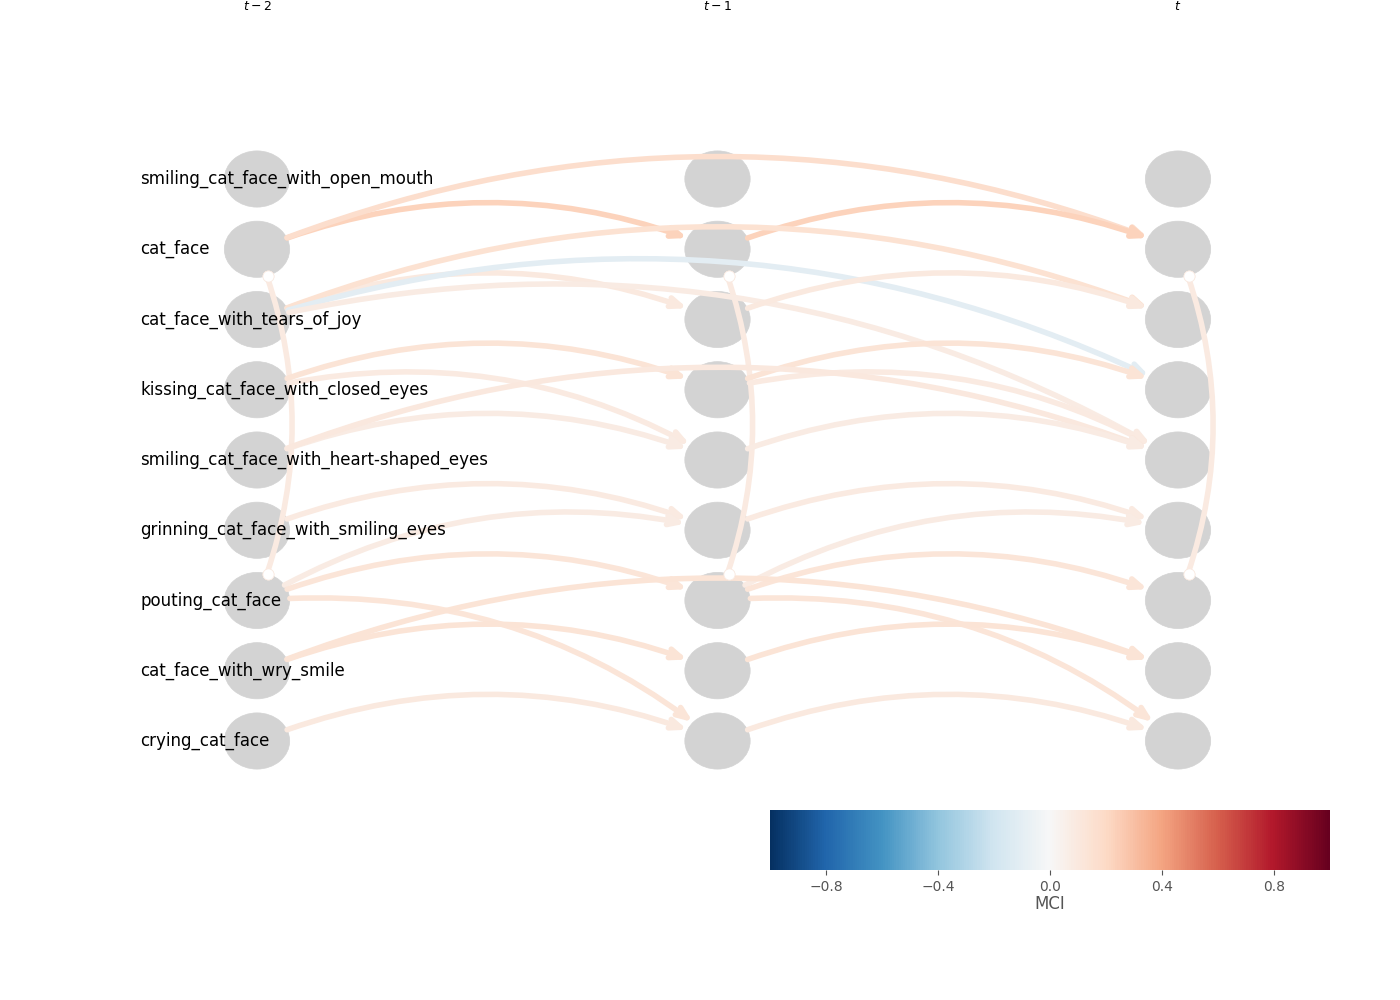 t − 2 t − 1 t
smiling_cat_face_with_open_mouth
cat_face
cat_face_with_tears_of_joy
kissing_cat_face_with_closed_eyes
smiling_cat_face_with_heart-shaped_eyes
grinning_cat_face_with_smiling_eyes
pouting_cat_face
cat_face_with_wry_smile
crying_cat_face
−0.8 −0.4 0.0 0.4 0.8
MCI